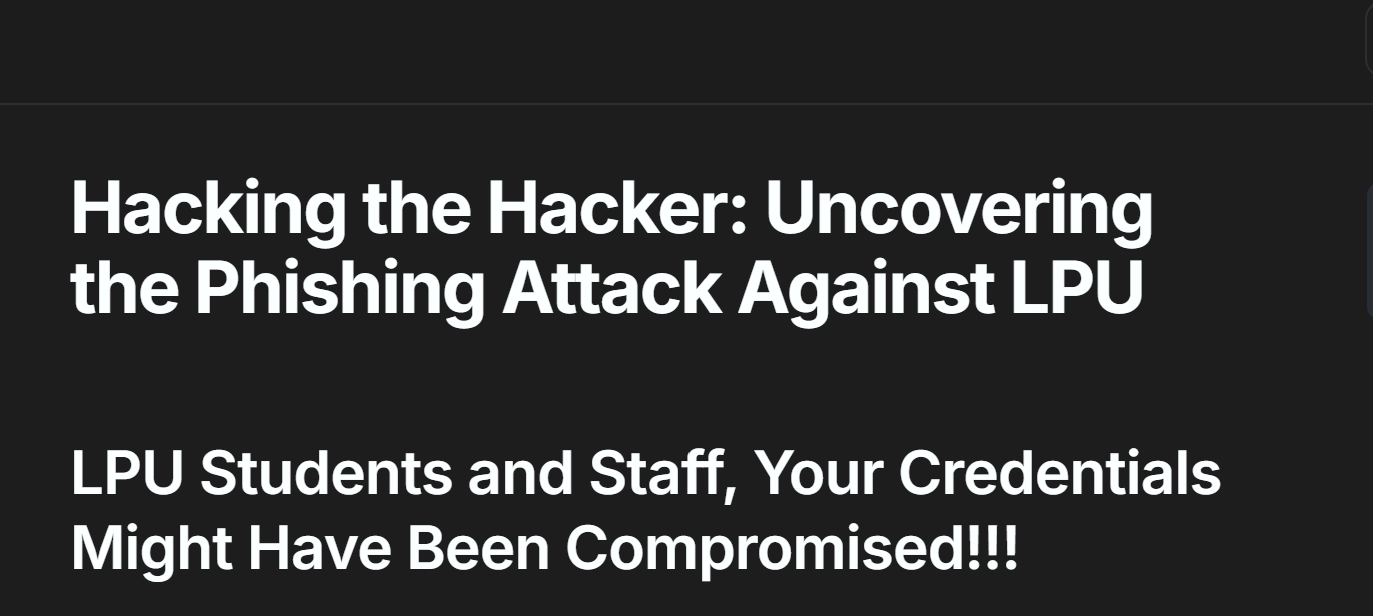 Hacking the Hacker: Uncovering
the Phishing Attack Against LPU
LPU Students and Staff, Your Credentials
Might Have Been Compromised!!!